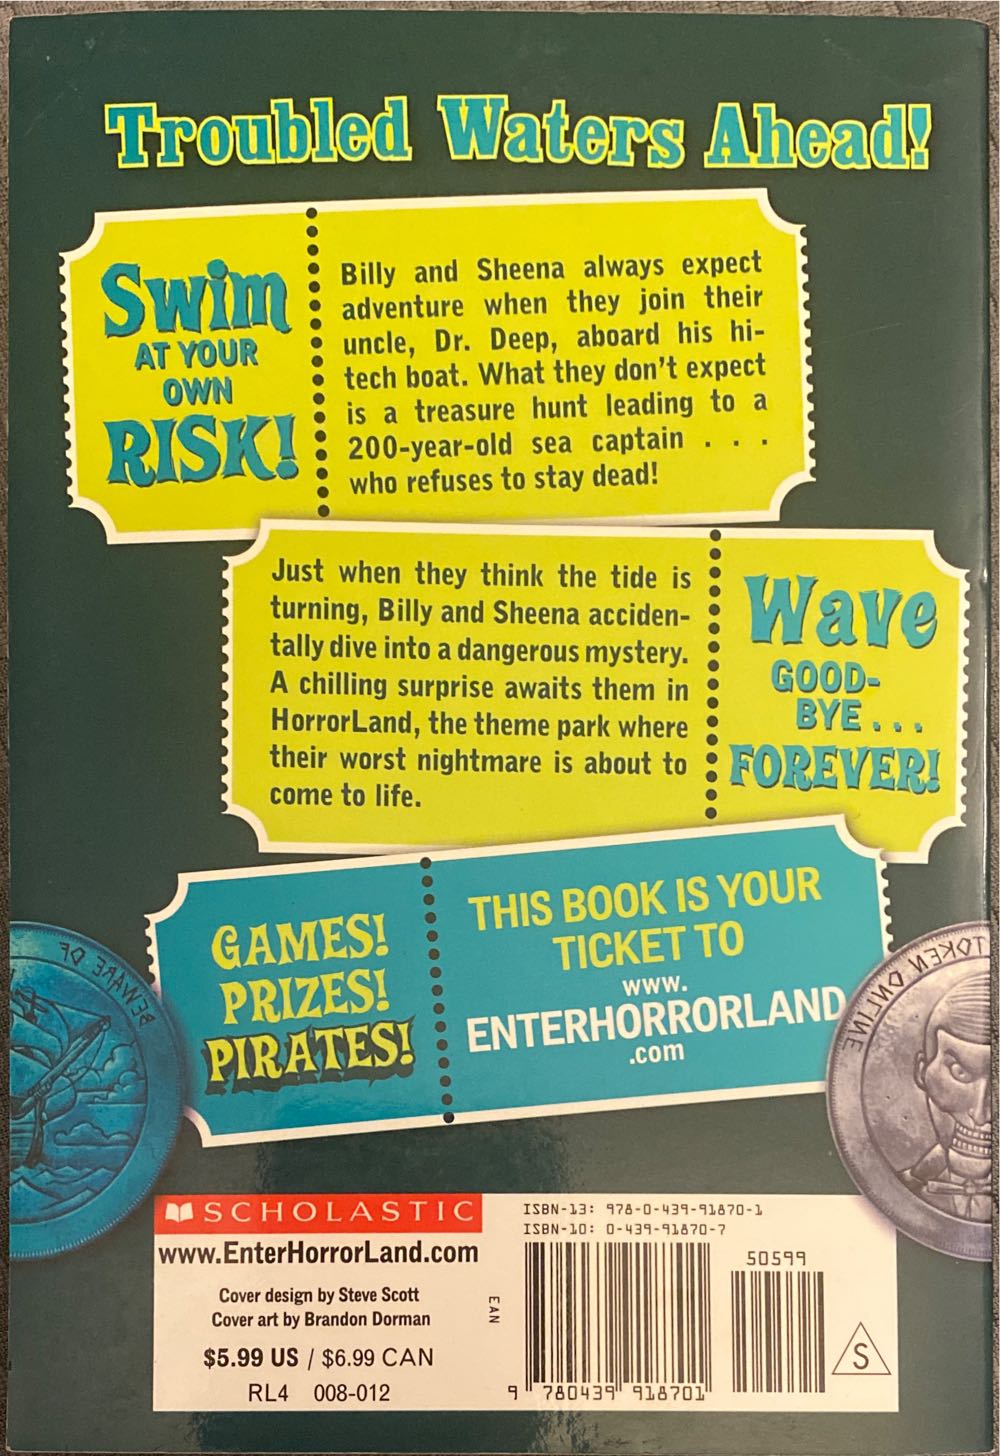 Troubled Waters Ahead!
Swim
AT YOUR
OWN
RISK!
Billy and Sheena always expect
adventure when they join their
uncle, Dr. Deep, aboard his hi-
tech boat. What they don't expect
is a treasure hunt leading to a
200-year-old sea captain . . .
who refuses to stay dead!
Just when they think the tide is
turning, Billy and Sheena acciden-
tally dive into a dangerous mystery.
A chilling surprise awaits them in
HorrorLand, the theme park where
their worst nightmare is about to
come to life.
Wave
GOOD-
BYE . . .
FOREVER!
GAMES!
PRIZES!
PIRATES!
THIS BOOK IS YOUR
TICKET TO
www.
ENTERHORRORLAND
.com
BEWARE OF
TOKEN ONLINE
SCHOLASTIC
www.EnterHorrorLand.com
Cover design by Steve Scott
Cover art by Brandon Dorman
$5.99 US / $6.99 CAN
RL4 008-012
ISBN-13: 978-0-439-91870-1
ISBN-10: 0-439-91870-7
50599
EAN
9 780439 918701
S